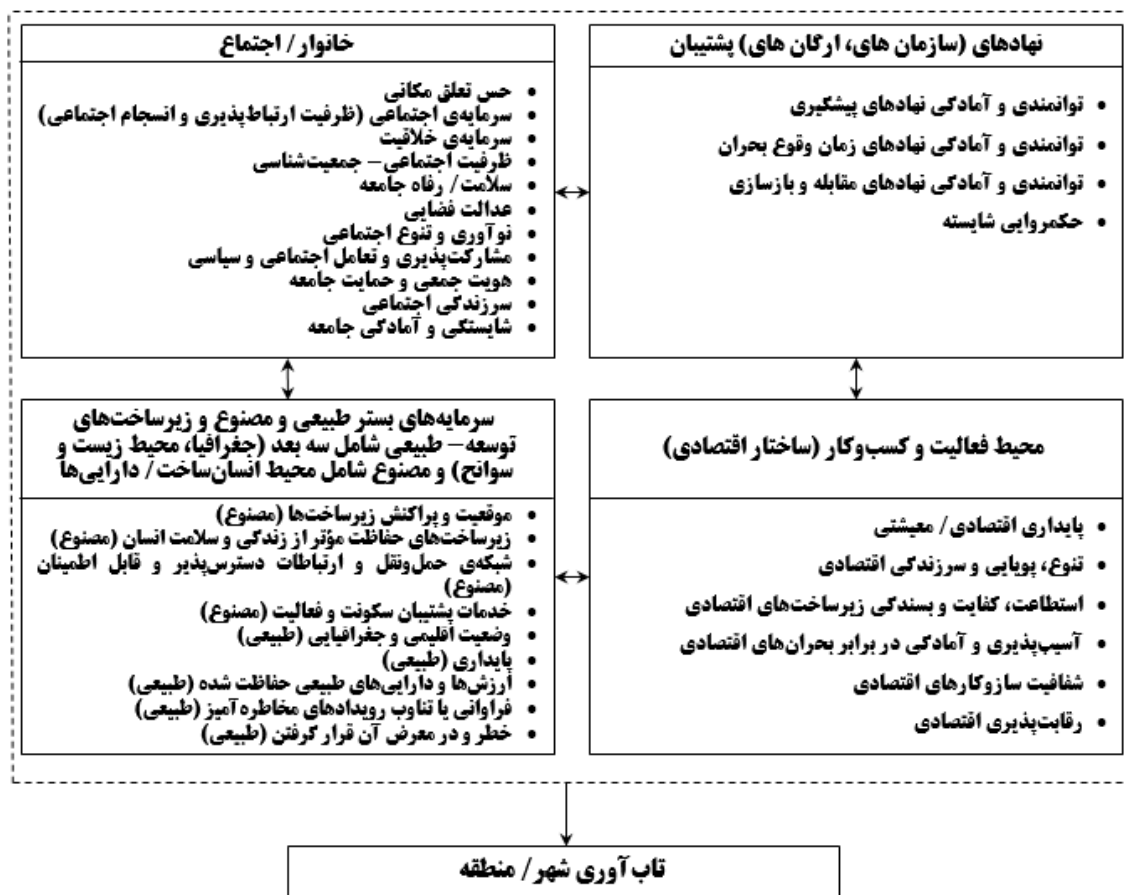 نهادهای (سازمان های، ارگان های) پشتیبان
• توانمندی و آمادگی نهادهای پیشگیری
• توانمندی و آمادگی نهادهای زمان وقوع بحران
• توانمندی و آمادگی نهادهای مقابله و بازسازی
• حکمروایی شایسته
خانوار / اجتماع
• حس تعلق مکانی
• سرمایه‌ی اجتماعی (ظرفیت ارتباط‌پذیری و انسجام اجتماعی)
• سرمایه‌ی خلاقیت
• ظرفیت اجتماعی– جمعیت‌شناسی
• سلامت/ رفاه جامعه
• عدالت فضایی
• نوآوری و تنوع اجتماعی
• مشارکت‌پذیری و تعامل اجتماعی و سیاسی
• هویت جمعی و حمایت جامعه
• سرزندگی اجتماعی
• شایستگی و آمادگی جامعه
محیط فعالیت و کسب‌وکار (ساختار اقتصادی)
• پایداری اقتصادی/ معیشتی
• تنوع، پویایی و سرزندگی اقتصادی
• استطاعت، کفایت و بسندگی زیرساخت‌های اقتصادی
• آسیب‌پذیری و آمادگی در برابر بحران‌های اقتصادی
• شفافیت سازوکارهای اقتصادی
• رقابت‌پذیری اقتصادی
سرمایه‌های بستر طبیعی و مصنوع و زیرساخت‌های
توسعه– طبیعی شامل سه بعد (جغرافیا، محیط زیست و
سوانح) و مصنوع شامل محیط انسان‌ساخت/ دارایی‌ها
• موقعیت و پراکنش زیرساخت‌ها (مصنوع)
• زیرساخت‌های حفاظت مؤثر از زندگی و سلامت انسان (مصنوع)
• شبکه‌ی حمل‌ونقل و ارتباطات دسترس‌پذیر و قابل اطمینان
(مصنوع)
• خدمات پشتیبان سکونت و فعالیت (مصنوع)
• وضعیت اقلیمی و جغرافیایی (طبیعی)
• پایداری (طبیعی)
• ارزش‌ها و دارایی‌های طبیعی حفاظت شده (طبیعی)
• فراوانی یا تناوب رویدادهای مخاطره آمیز (طبیعی)
• خطر و در معرض آن قرار گرفتن (طبیعی)
تاب آوری شهر/ منطقه